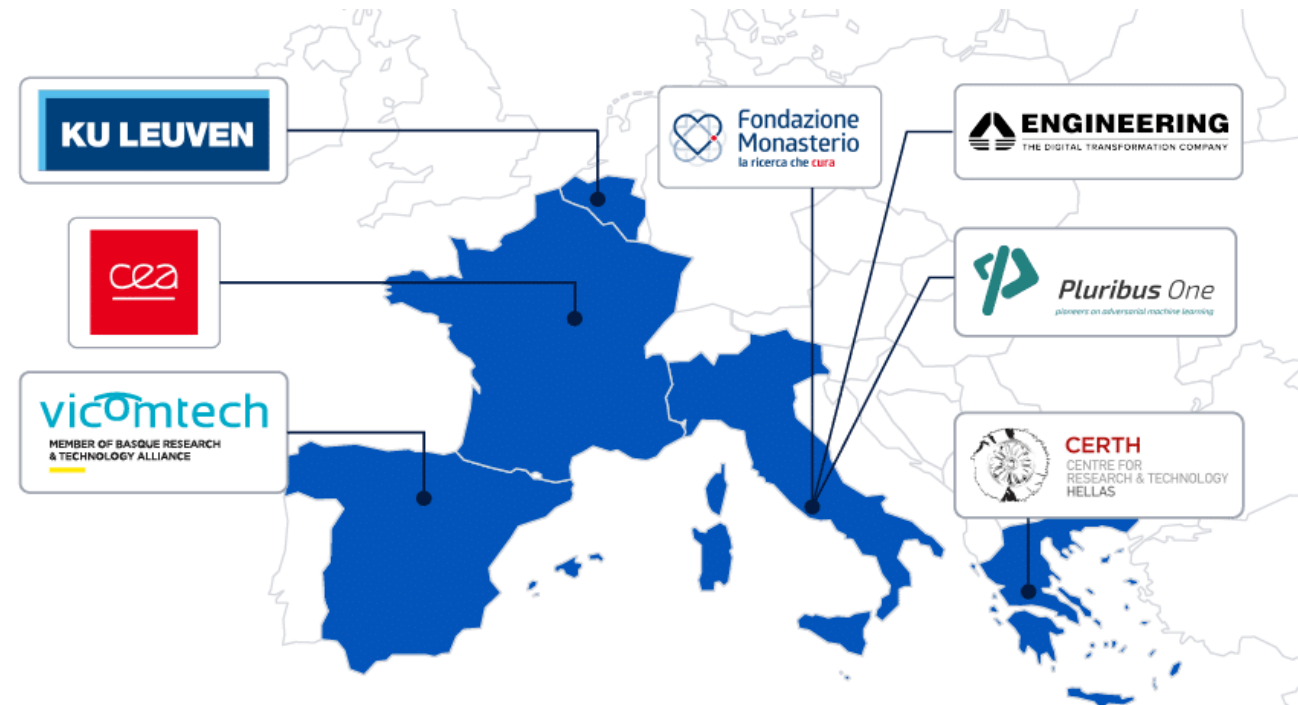 KU LEUVEN
cea
vicomtech
MEMBER OF BASQUE RESEARCH
& TECHNOLOGY ALLIANCE
Fondazione
Monasterio
la ricerca che cura
ENGINEERING
THE DIGITAL TRANSFORMATION COMPANY
Pluribus One
pioneers on adversarial machine learning
CERTH
CENTRE FOR
RESEARCH & TECHNOLOGY
HELLAS